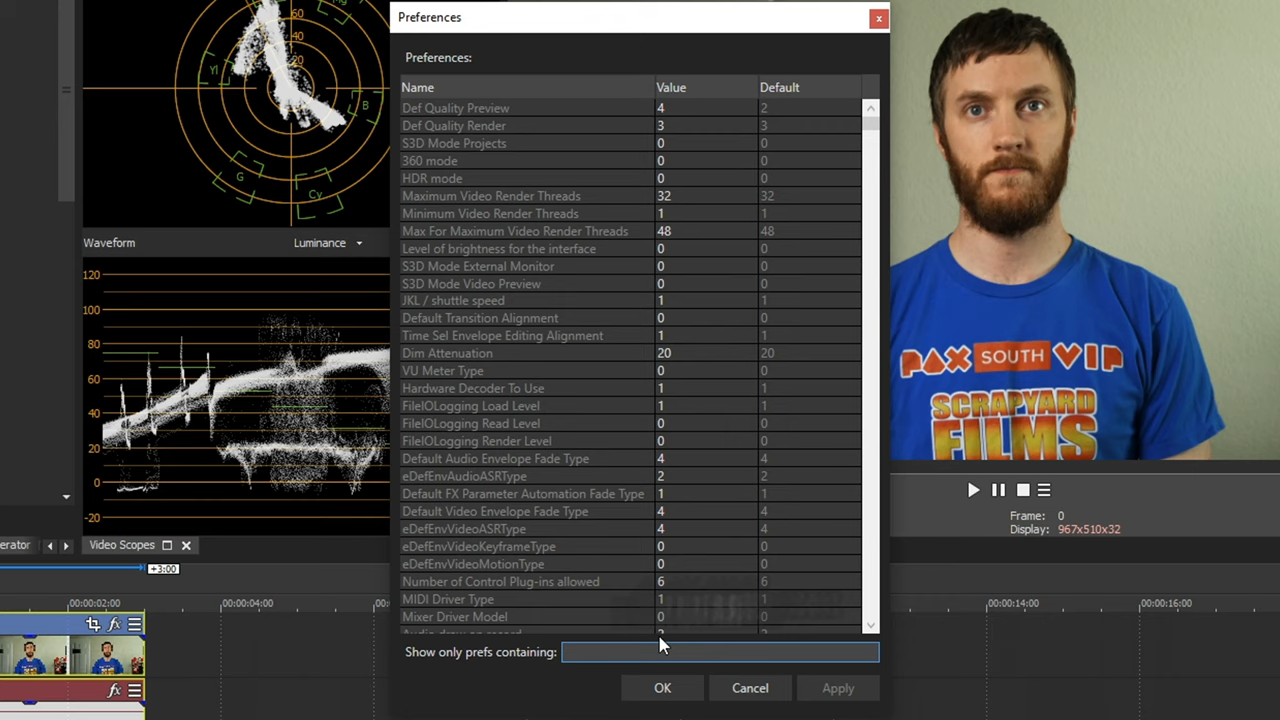 Preferences
x
Preferences:
Name Value Default
Def Quality Preview 4 2
Def Quality Render 3 3
S3D Mode Projects 0 0
360 mode 0 0
HDR mode 0 0
Maximum Video Render Threads 32 32
Minimum Video Render Threads 1 1
Max For Maximum Video Render Threads 48 48
Level of brightness for the interface 0 0
S3D Mode External Monitor 0 0
S3D Mode Video Preview 0 0
JKL / shuttle speed 1 1
Default Transition Alignment 0 0
Time Sel Envelope Editing Alignment 1 1
Dim Attenuation 20 20
VU Meter Type 0 0
Hardware Decoder To Use 1 1
FileIOLogging Load Level 1 1
FileIOLogging Read Level 0 0
FileIOLogging Render Level 0 0
Default Audio Envelope Fade Type 4 4
eDefEnvAudioASRType 2 2
Default FX Parameter Automation Fade Type 1 1
Default Video Envelope Fade Type 4 4
eDefEnvVideoASRType 4 4
eDefEnvVideoKeyframeType 0 0
eDefEnvVideoMotionType 0 0
Number of Control Plug-ins allowed 6 6
MIDI Driver Type 1 1
Mixer Driver Model 0 0
Show only prefs containing:
OK Cancel Apply
60
40
20
Yl
B
G
Cy
Waveform Luminance
120
100
80
60
40
20
0
-20
Video Scopes
+3:00
00:00:02:00 00:00:04:00 00:00:14:00 00:00:16:00
fx
fx
PAX SOUTH VIP
SCRAPYARD
FILMS
Frame: 0
Display: 967x510x32